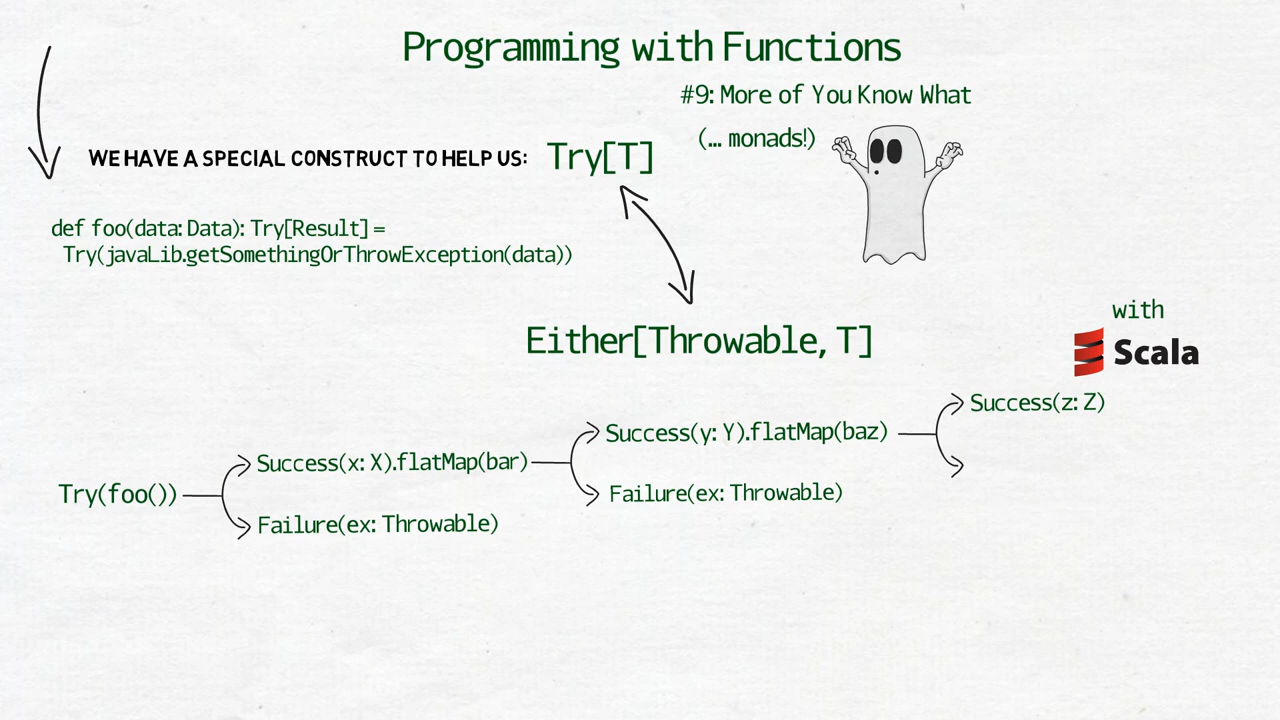 Programming with Functions
#9: More of You Know What
(... monads!)
WE HAVE A SPECIAL CONSTRUCT TO HELP US: Try[T]
def foo(data: Data): Try[Result] =
Try(javaLib.getSomethingOrThrowException(data))
Either[Throwable, T]
with
Scala
Success(z: Z)
Success(y: Y).flatMap(baz)
Success(x: X).flatMap(bar)
Try(foo())
Failure(ex: Throwable)
Failure(ex: Throwable)